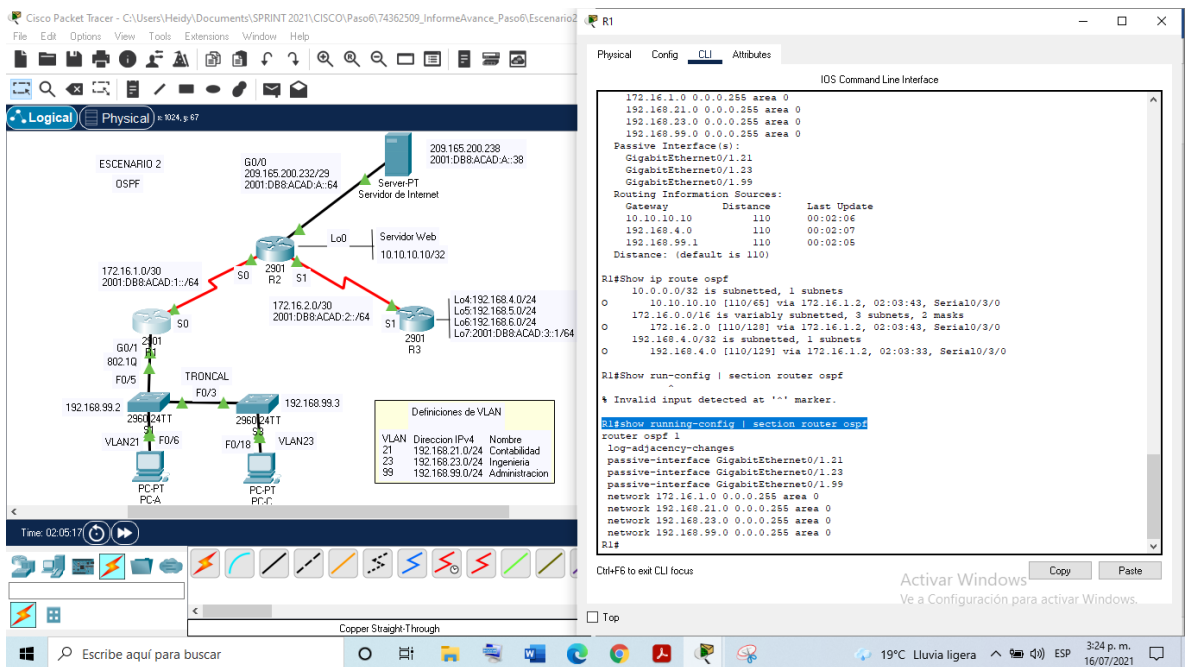 Cisco Packet Tracer - C:\Users\Heidy\Documents\SPRINT 2021\CISCO\Paso6\74362509_InformeAvance_Paso6\Escenario2
File Edit Options View Tools Extensions Window Help
Logical
Physical
x: 1024, y: 67
ESCENARIO 2
OSPF
G0/0
209.165.200.232/29
2001:DB8:ACAD:A::64
209.165.200.238
2001:DB8:ACAD:A::38
Server-PT
Servidor de Internet
Lo0
Servidor Web
10.10.10.10/32
172.16.1.0/30
2001:DB8:ACAD:1::/64
S0
2901
R2
S1
172.16.2.0/30
2001:DB8:ACAD:2::/64
Lo4:192.168.4.0/24
Lo5:192.168.5.0/24
Lo6:192.168.6.0/24
Lo7:2001:DB8:ACAD:3::1/64
S1
2901
R3
S0
2901
R1
G0/1
802.1Q
F0/5
TRONCAL
F0/3
192.168.99.2
2960-24TT
S1
192.168.99.3
2960-24TT
S3
VLAN21
F0/6
F0/18
VLAN23
PC-PT
PC-A
PC-PT
PC-C
Definiciones de VLAN
VLAN Direccion IPv4 Nombre
21 192.168.21.0/24 Contabilidad
23 192.168.23.0/24 Ingenieria
99 192.168.99.0/24 Administracion
Time: 02:05:17
Copper Straight-Through
R1
Physical Config CLI Attributes
IOS Command Line Interface
172.16.1.0 0.0.0.255 area 0
192.168.21.0 0.0.0.255 area 0
192.168.23.0 0.0.0.255 area 0
192.168.99.0 0.0.0.255 area 0
Passive Interface(s):
GigabitEthernet0/1.21
GigabitEthernet0/1.23
GigabitEthernet0/1.99
Routing Information Sources:
Gateway Distance Last Update
10.10.10.10 110 00:02:06
192.168.4.0 110 00:02:07
192.168.99.1 110 00:02:05
Distance: (default is 110)
R1#Show ip route ospf
10.0.0.0/32 is subnetted, 1 subnets
O 10.10.10.10 [110/65] via 172.16.1.2, 02:03:43, Serial0/3/0
172.16.0.0/16 is variably subnetted, 3 subnets, 2 masks
O 172.16.2.0 [110/128] via 172.16.1.2, 02:03:43, Serial0/3/0
192.168.4.0/32 is subnetted, 1 subnets
O 192.168.4.0 [110/129] via 172.16.1.2, 02:03:33, Serial0/3/0
R1#Show run-config | section router ospf
^
% Invalid input detected at '^' marker.
R1#show running-config | section router ospf
router ospf 1
log-adjacency-changes
passive-interface GigabitEthernet0/1.21
passive-interface GigabitEthernet0/1.23
passive-interface GigabitEthernet0/1.99
network 172.16.1.0 0.0.0.255 area 0
network 192.168.21.0 0.0.0.255 area 0
network 192.168.23.0 0.0.0.255 area 0
network 192.168.99.0 0.0.0.255 area 0
R1#
Ctrl+F6 to exit CLI focus
Copy
Paste
Activar Windows
Ve a Configuración para activar Windows.
Top
Escribe aquí para buscar
19°C Lluvia ligera
ESP
3:24 p. m.
16/07/2021